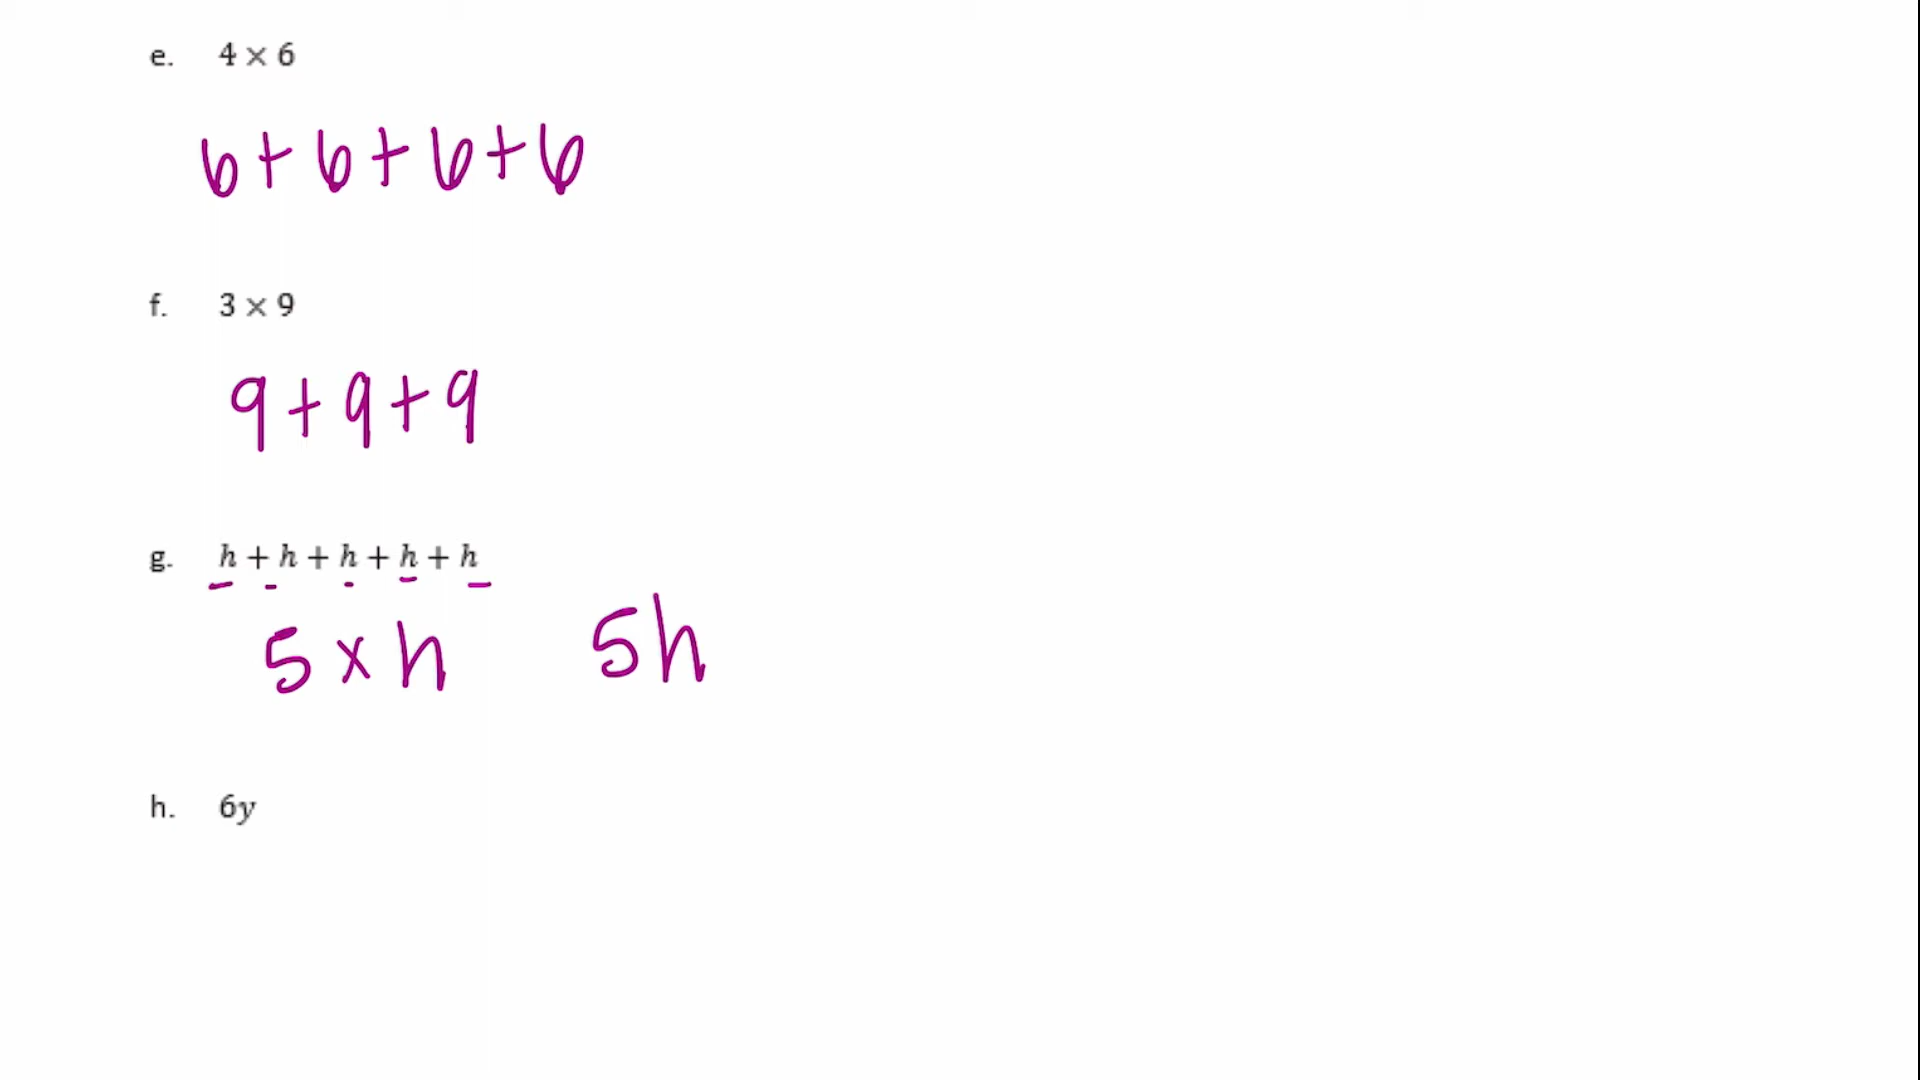 e. 4 × 6
6 + 6 + 6 + 6
f. 3 × 9
9 + 9 + 9
g. h + h + h + h + h
5 × h 5h
h. 6y